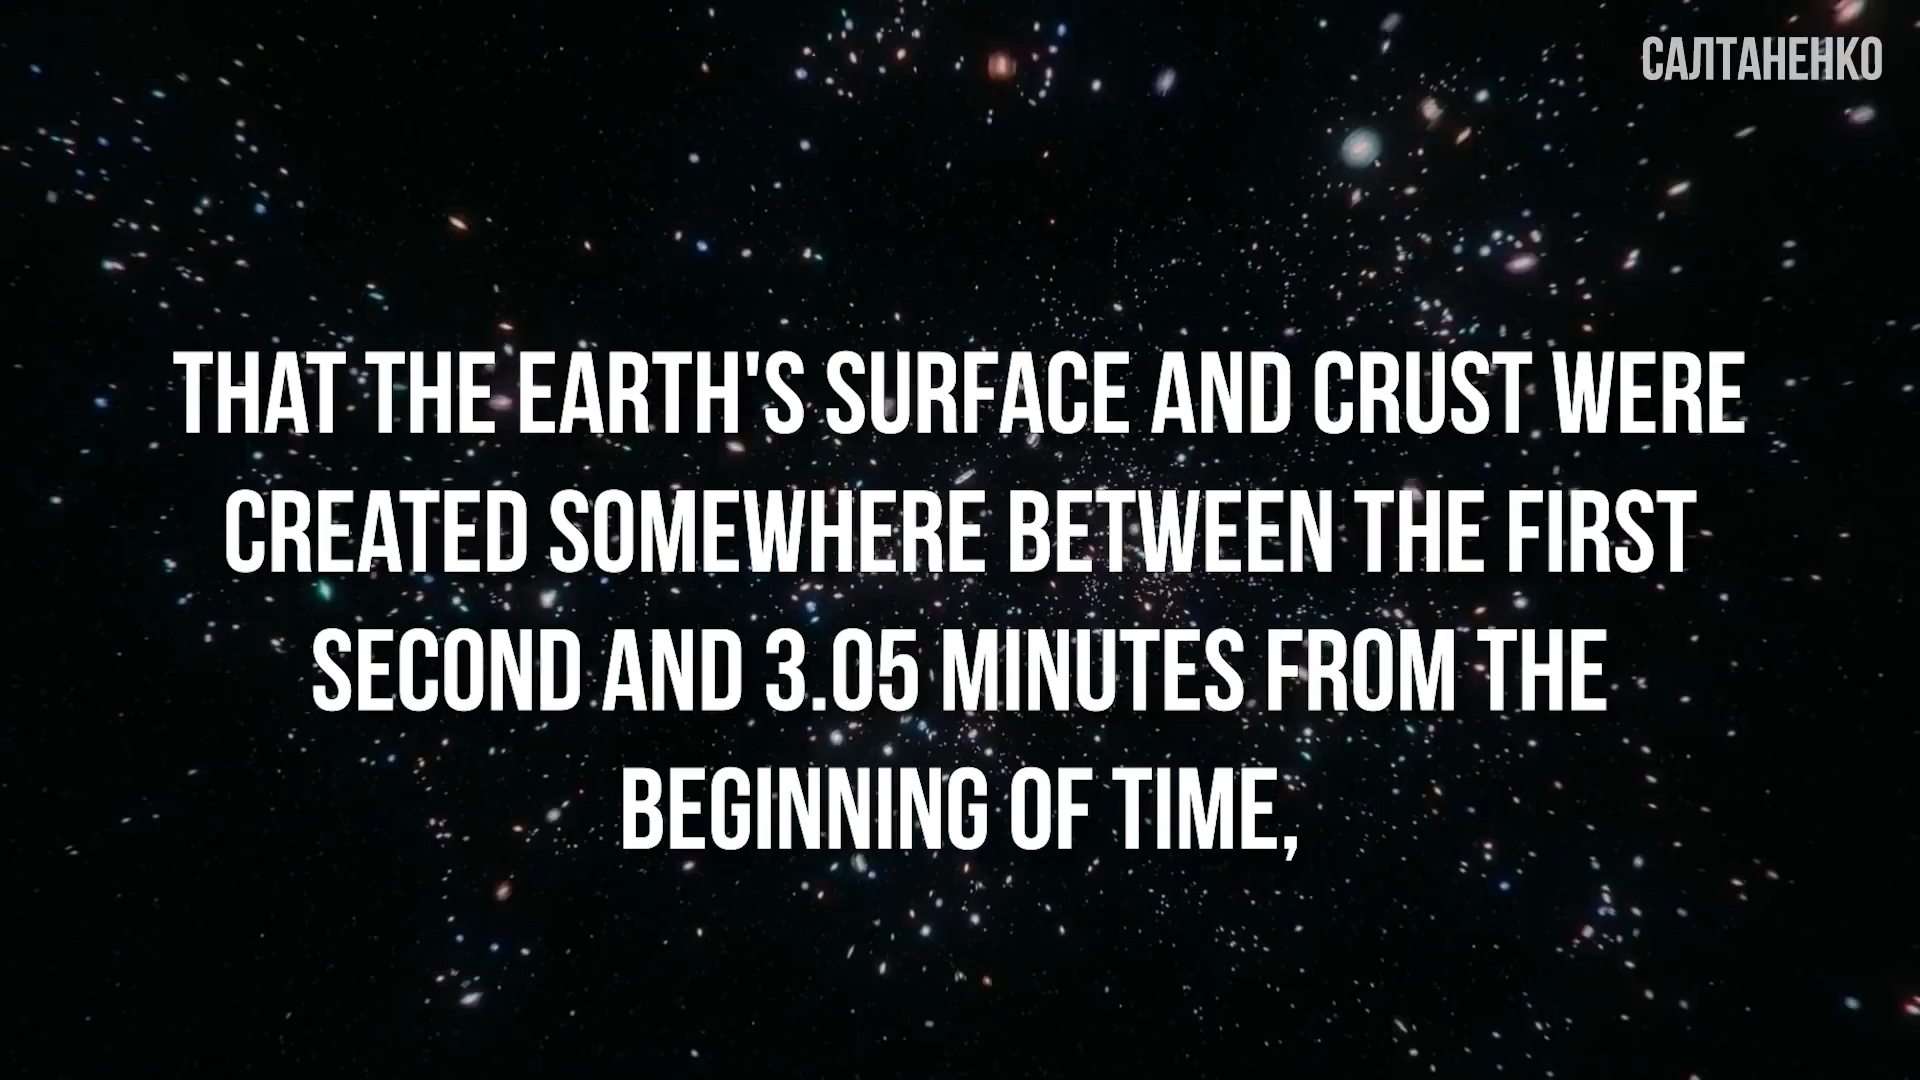 САЛТАНЕНКО
THAT THE EARTH'S SURFACE AND CRUST WERE
CREATED SOMEWHERE BETWEEN THE FIRST
SECOND AND 3.05 MINUTES FROM THE
BEGINNING OF TIME,